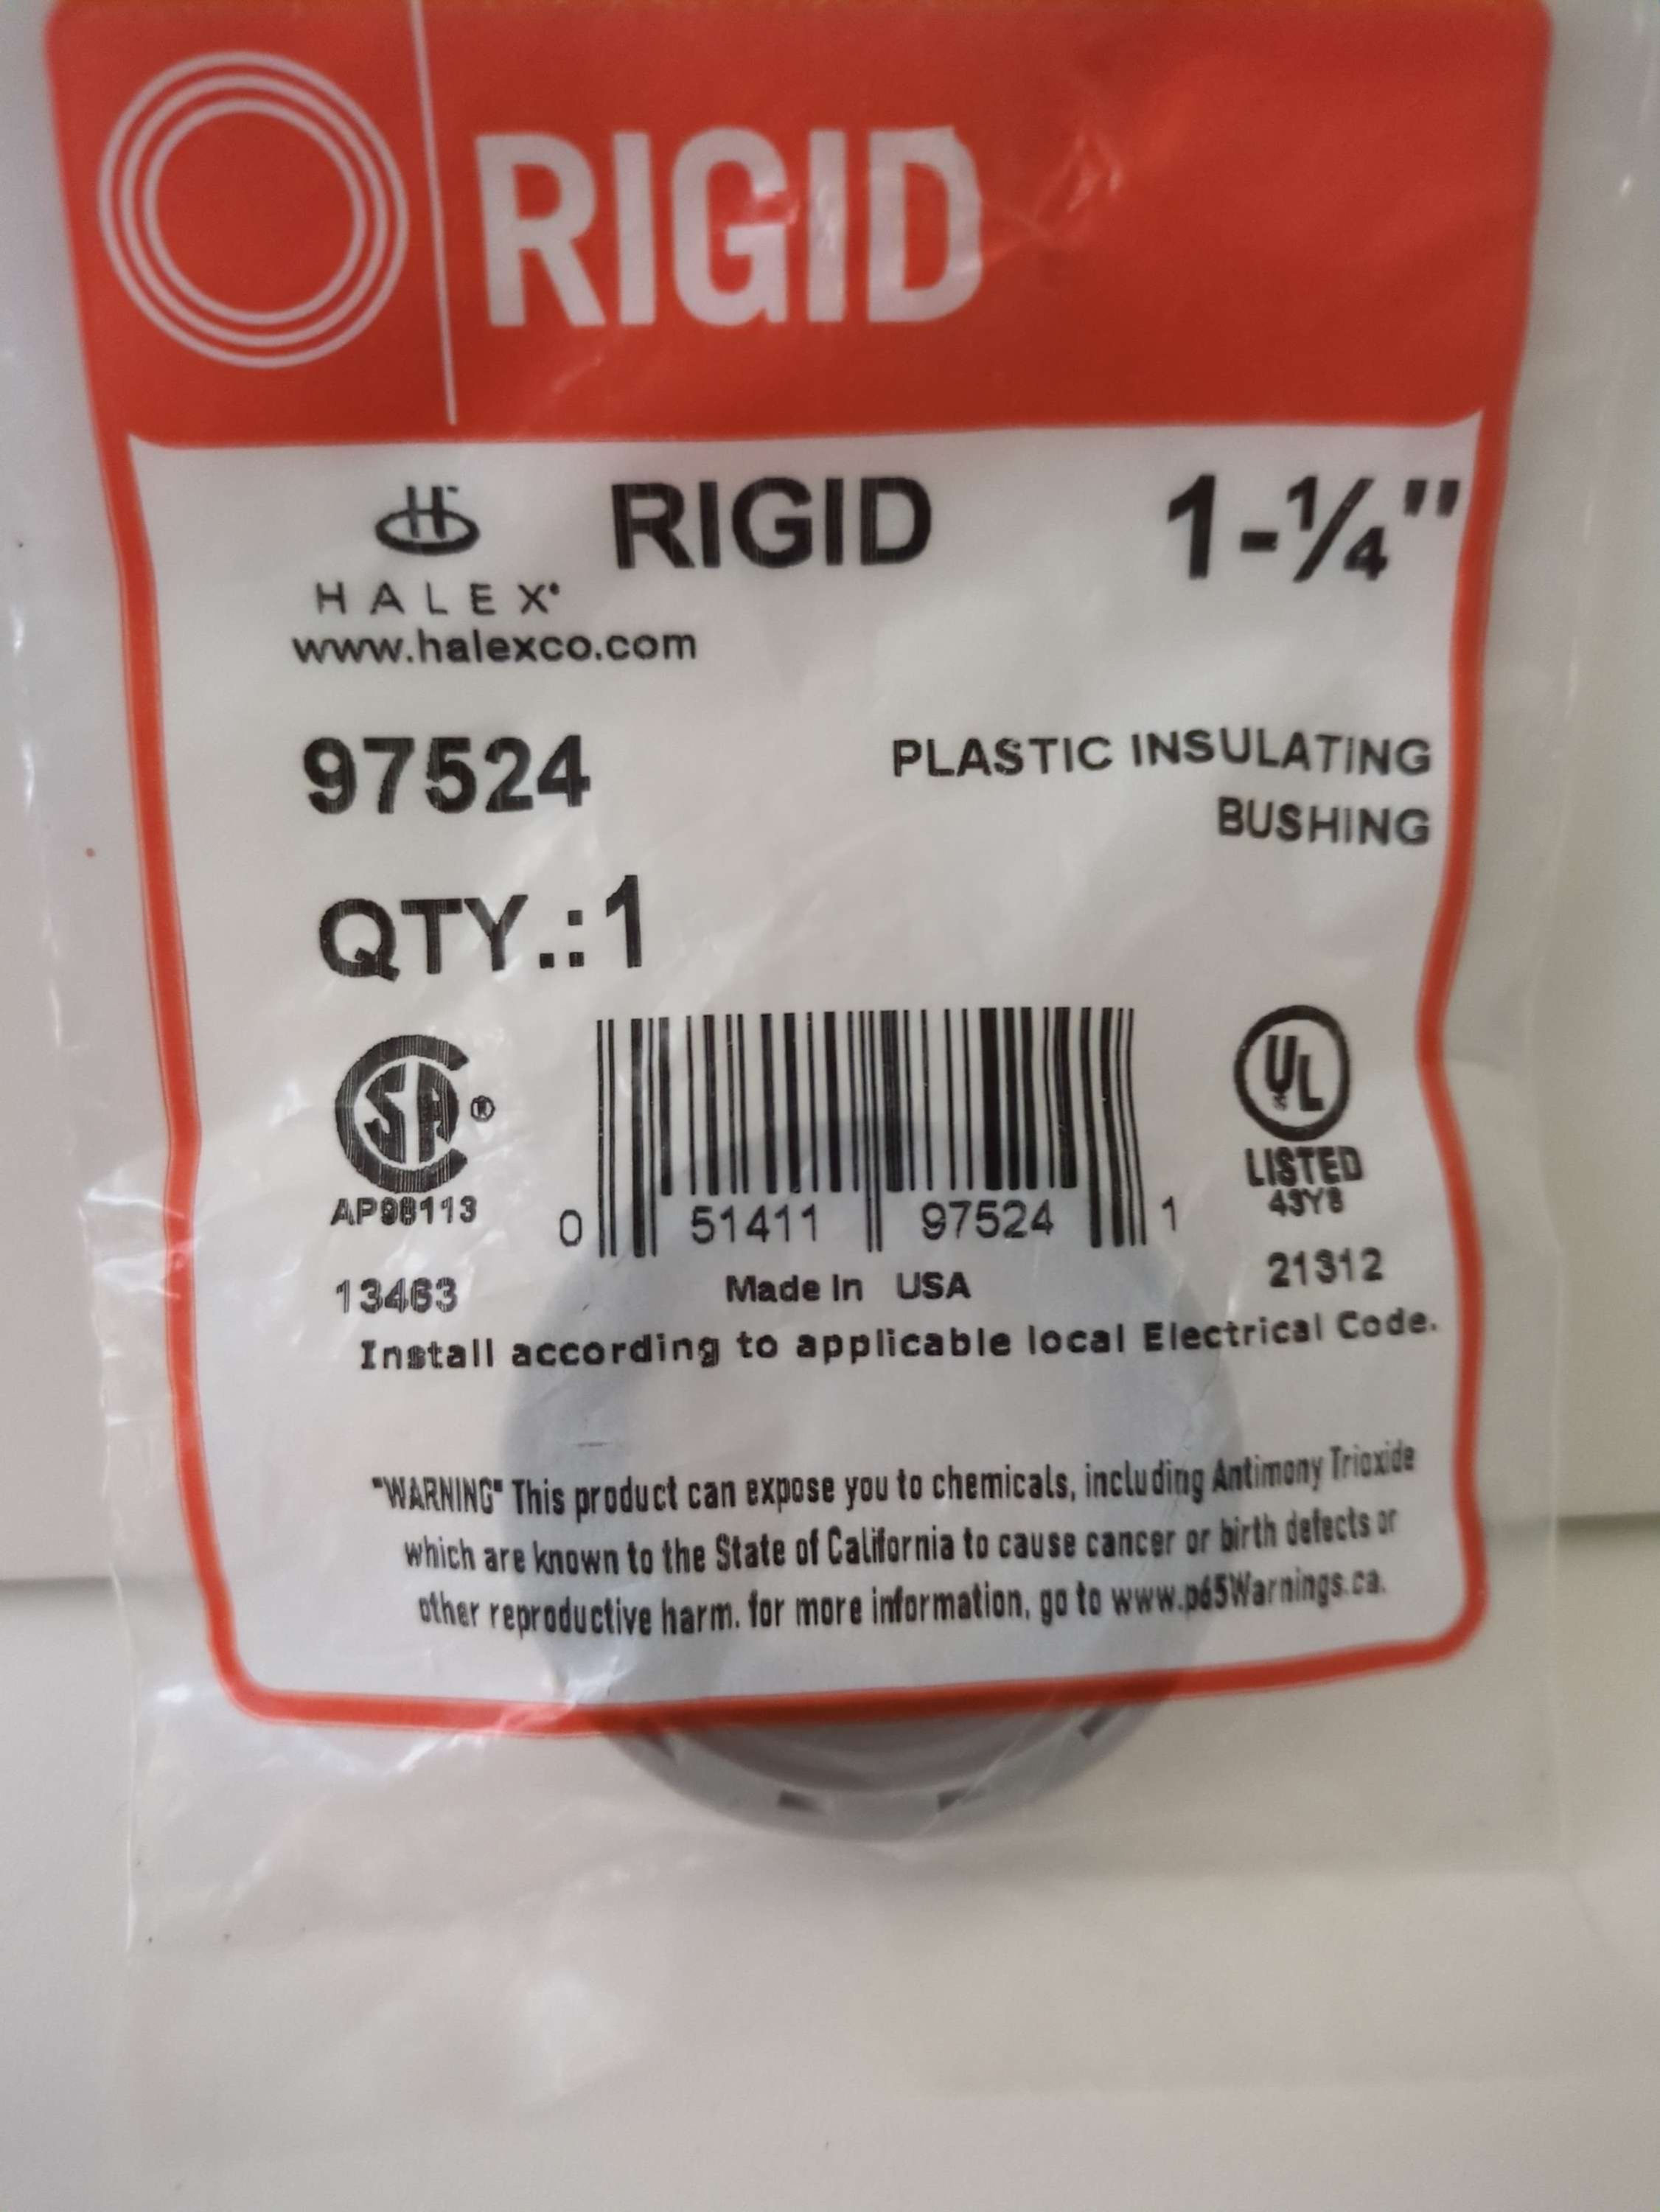 RIGID
H
RIGID
1-¼"
HALEX®
www.halexco.com
97524
PLASTIC INSULATING
BUSHING
QTY.:1
CSA®
UL
LISTED
43Y8
AP98113
0 51411 97524 1
13463
Made In USA
21312
Install according to applicable local Electrical Code.
"WARNING" This product can expose you to chemicals, including Antimony Trioxide
which are known to the State of California to cause cancer or birth defects or
other reproductive harm. for more information, go to www.p65Warnings.ca.